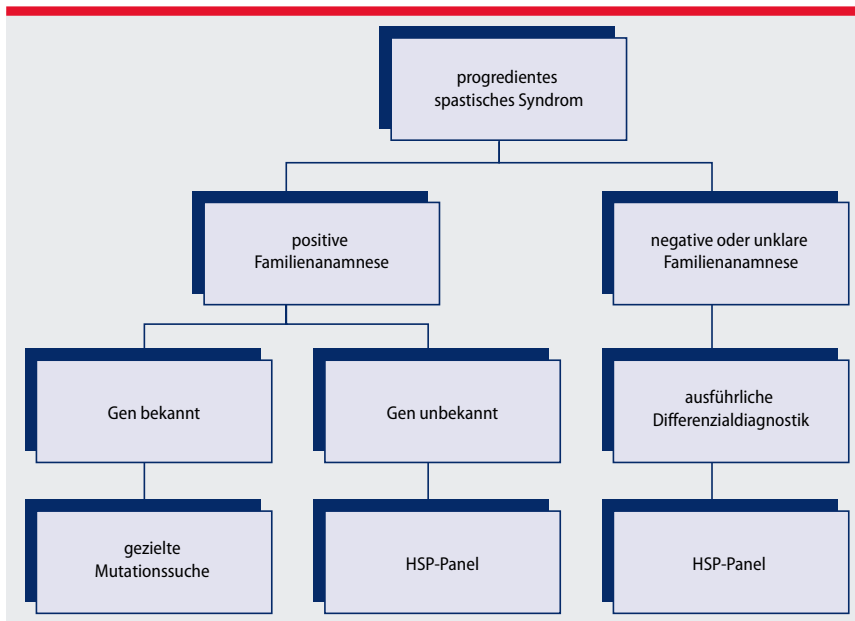 progredientes
spastisches Syndrom
positive
Familienanamnese
negative oder unklare
Familienanamnese
Gen bekannt
Gen unbekannt
ausführliche
Differenzialdiagnostik
gezielte
Mutationssuche
HSP-Panel
HSP-Panel